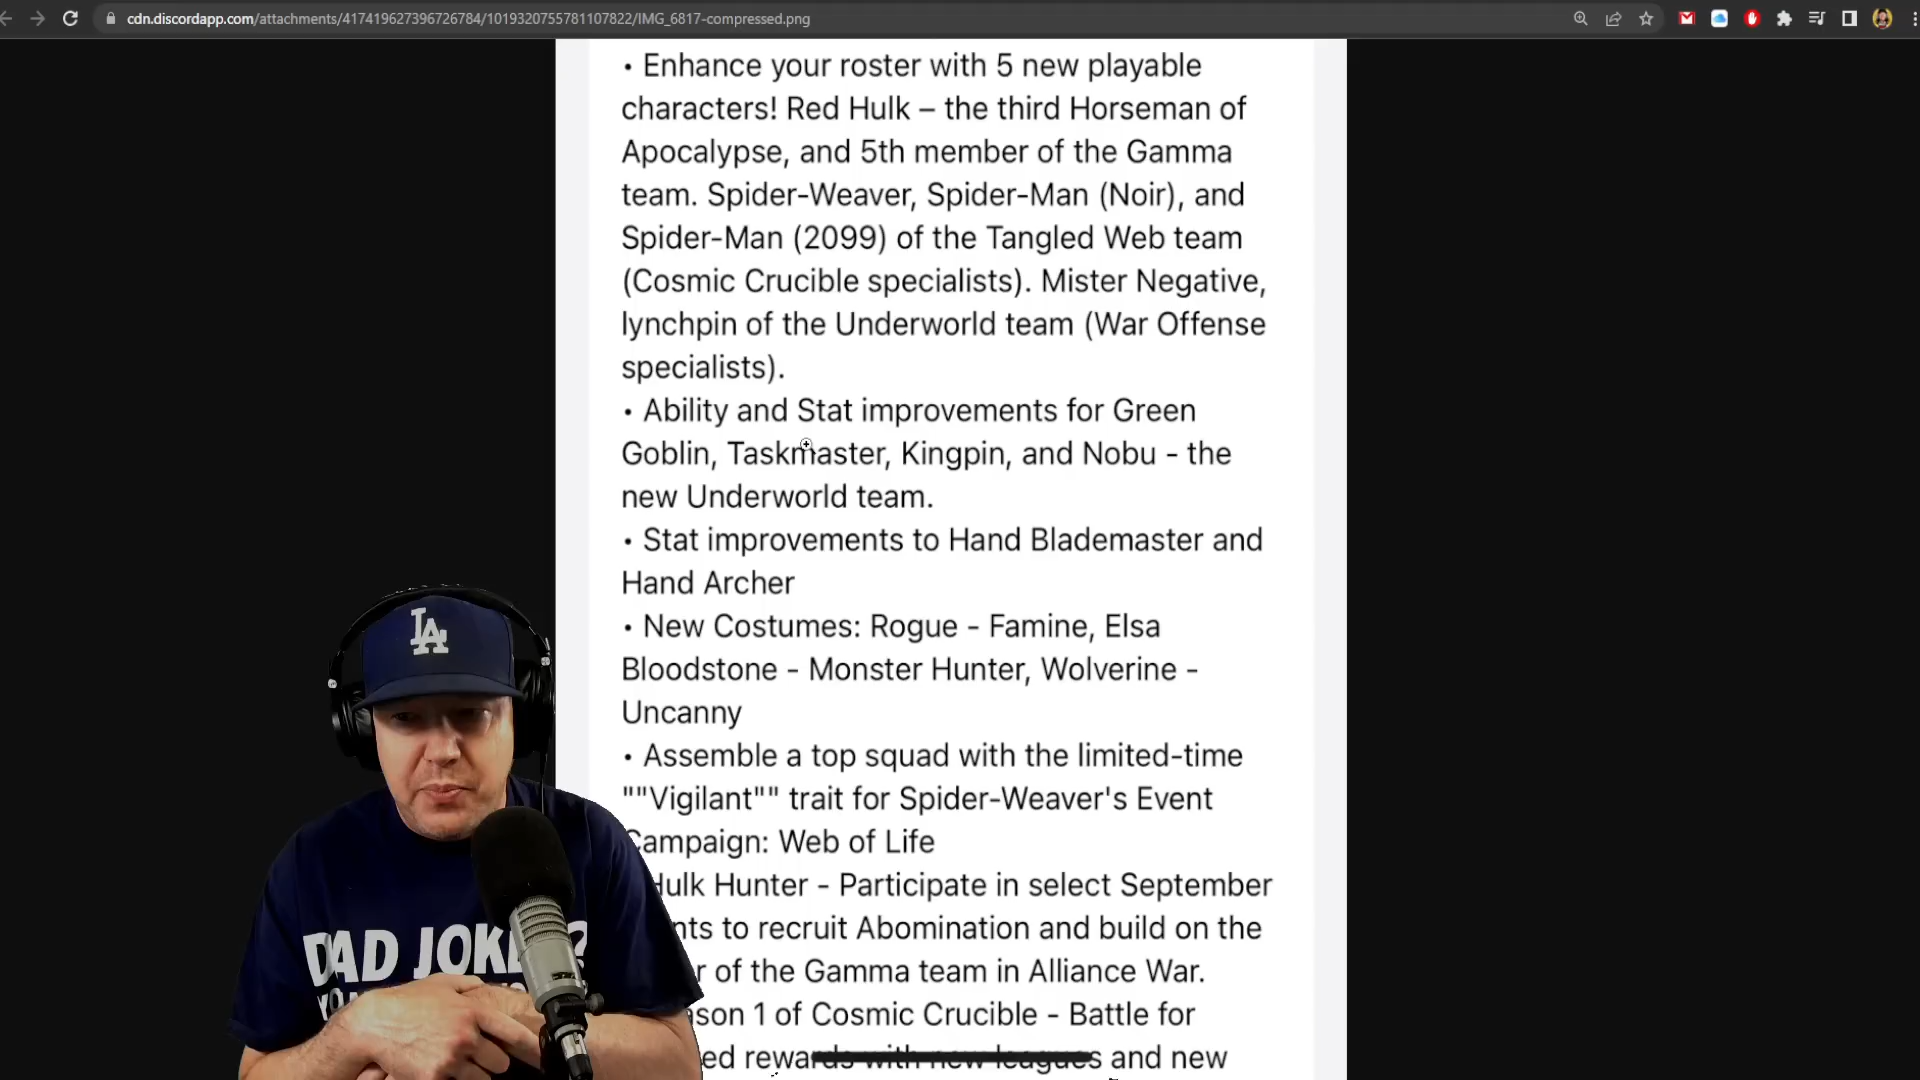 cdn.discordapp.com/attachments/417419627396726784/1019320755781107822/IMG_6817-compressed.png
• Enhance your roster with 5 new playable
characters! Red Hulk – the third Horseman of
Apocalypse, and 5th member of the Gamma
team. Spider-Weaver, Spider-Man (Noir), and
Spider-Man (2099) of the Tangled Web team
(Cosmic Crucible specialists). Mister Negative,
lynchpin of the Underworld team (War Offense
specialists).
• Ability and Stat improvements for Green
Goblin, Taskmaster, Kingpin, and Nobu - the
new Underworld team.
• Stat improvements to Hand Blademaster and
Hand Archer
• New Costumes: Rogue - Famine, Elsa
Bloodstone - Monster Hunter, Wolverine -
Uncanny
• Assemble a top squad with the limited-time
""Vigilant"" trait for Spider-Weaver's Event
Campaign: Web of Life
Hulk Hunter - Participate in select September
nts to recruit Abomination and build on the
r of the Gamma team in Alliance War.
ason 1 of Cosmic Crucible - Battle for
ed rewards with new leagues and new
LA
DAD JOKE